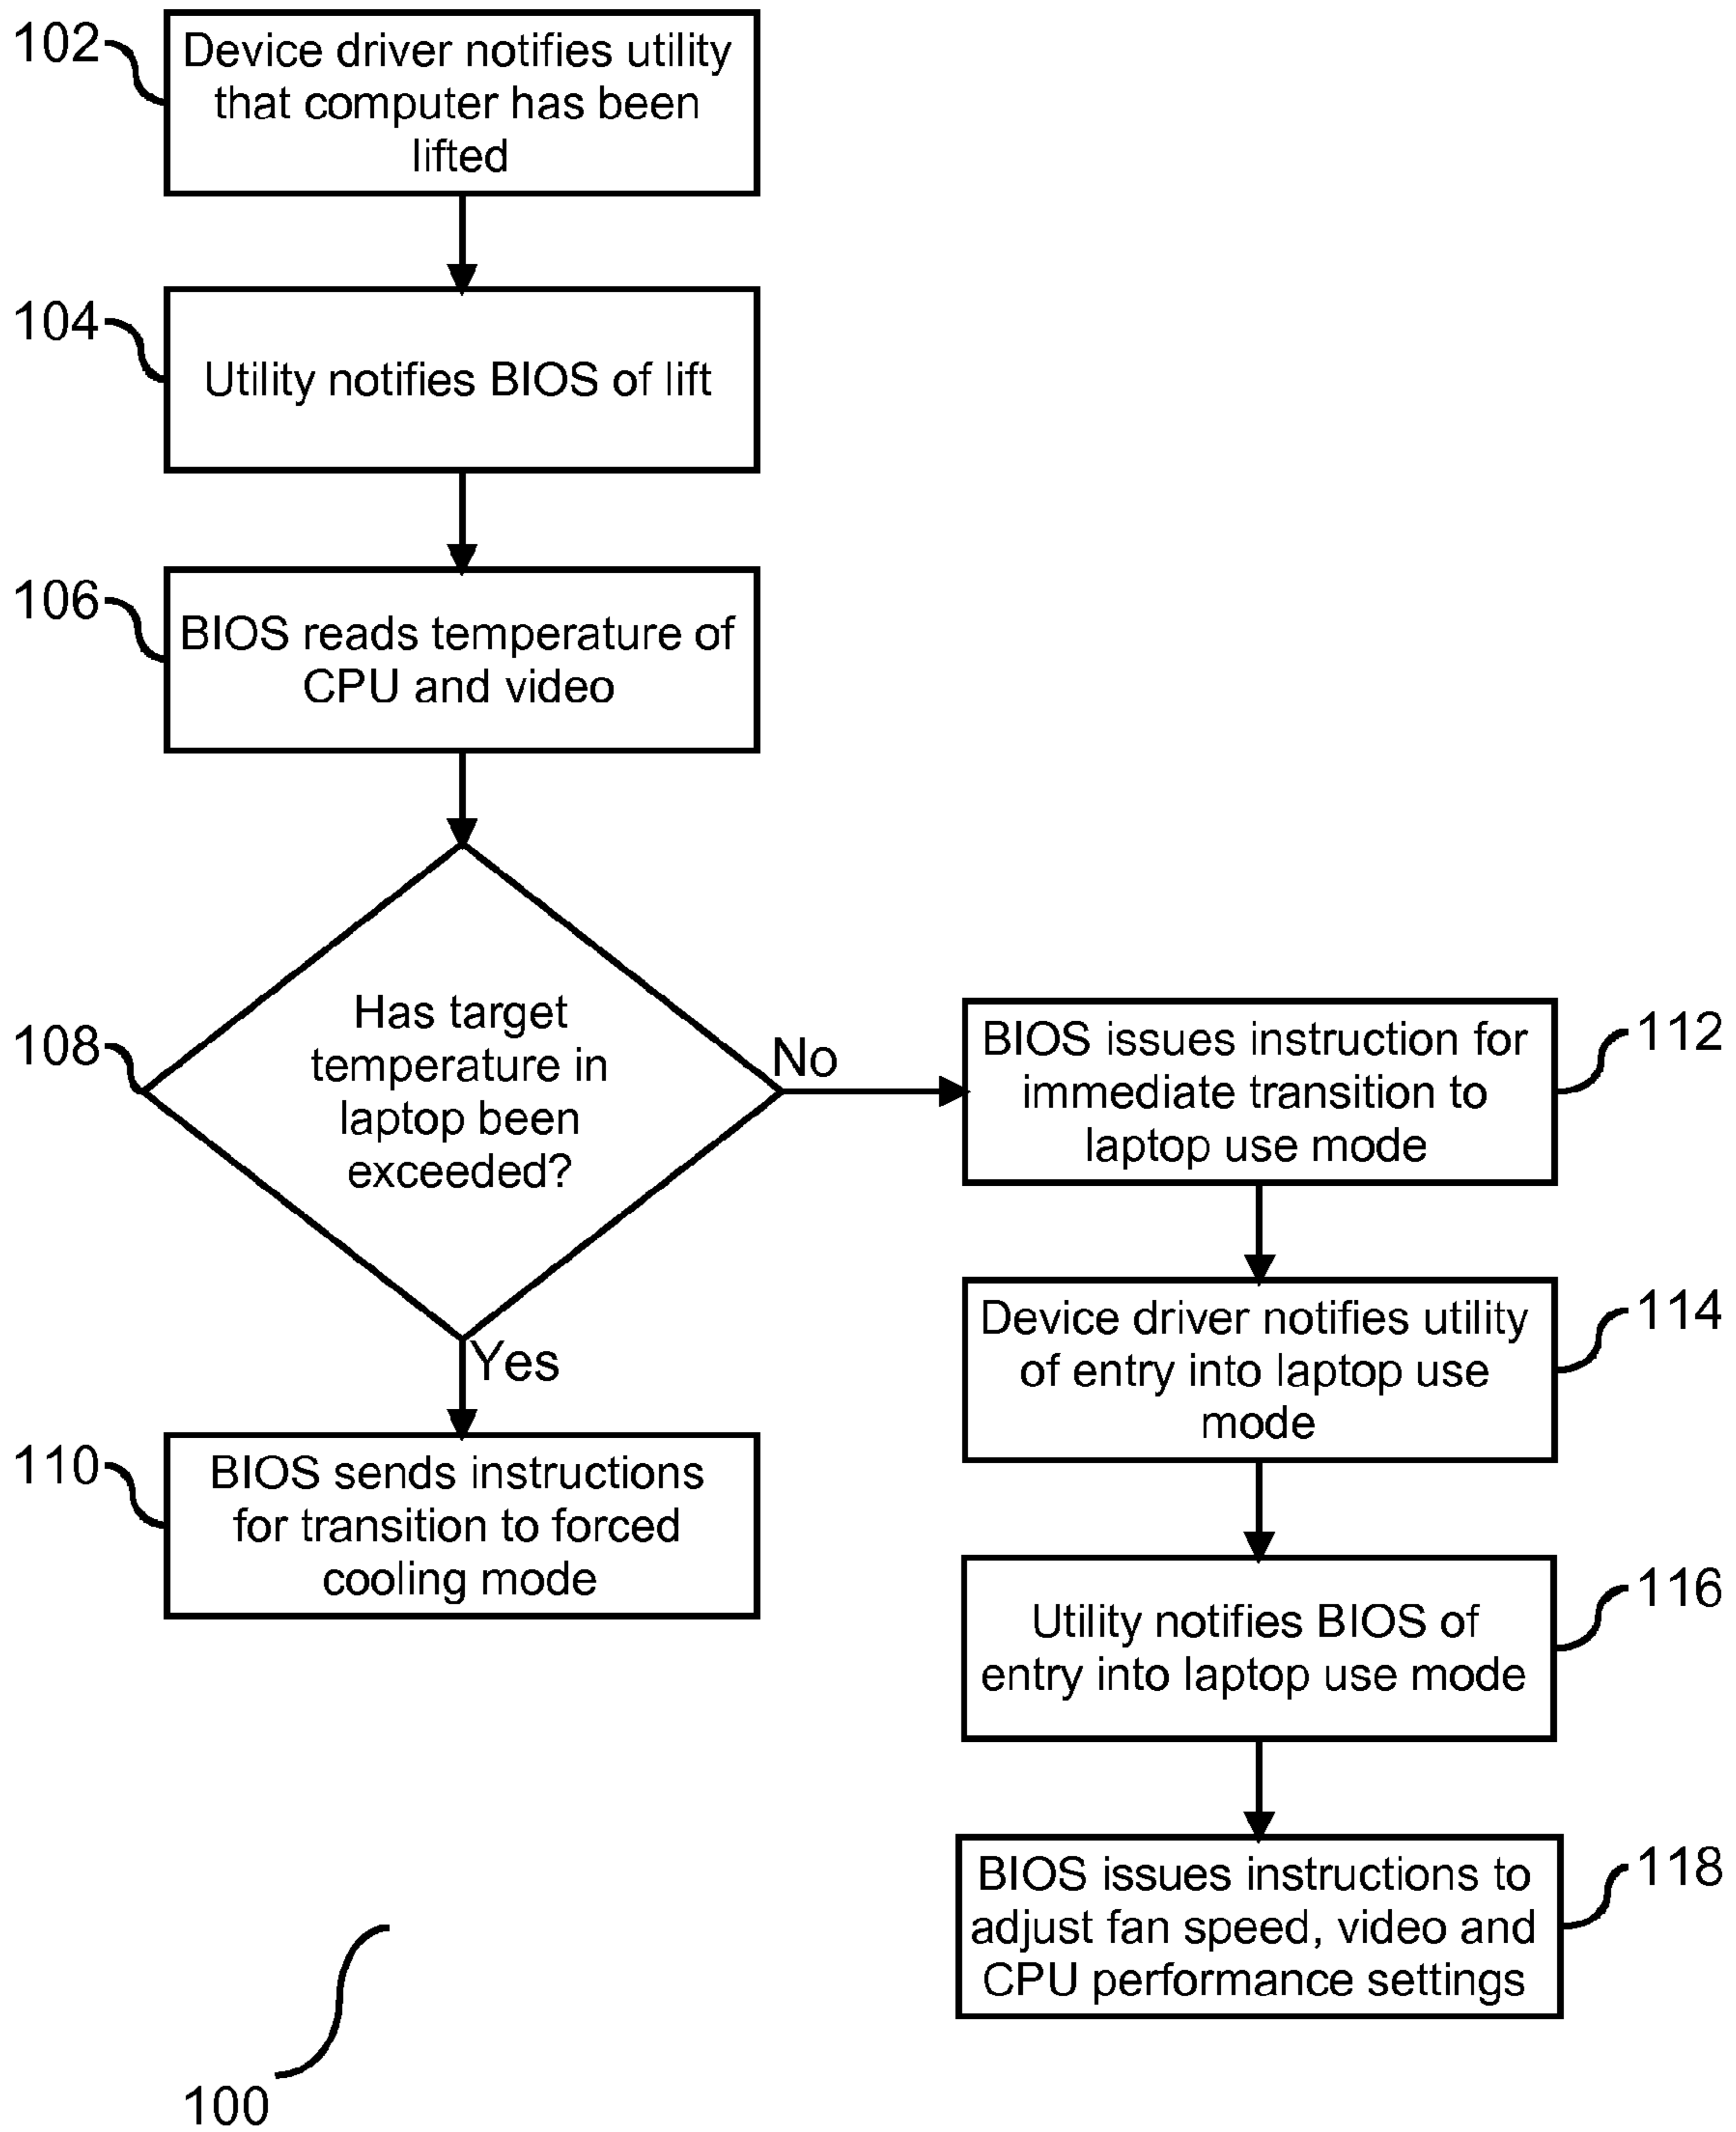 102
Device driver notifies utility
that computer has been
lifted
104
Utility notifies BIOS of lift
106
BIOS reads temperature of
CPU and video
108
Has target
temperature in
laptop been
exceeded?
No
Yes
110
BIOS sends instructions
for transition to forced
cooling mode
112
BIOS issues instruction for
immediate transition to
laptop use mode
114
Device driver notifies utility
of entry into laptop use
mode
116
Utility notifies BIOS of
entry into laptop use mode
118
BIOS issues instructions to
adjust fan speed, video and
CPU performance settings
100